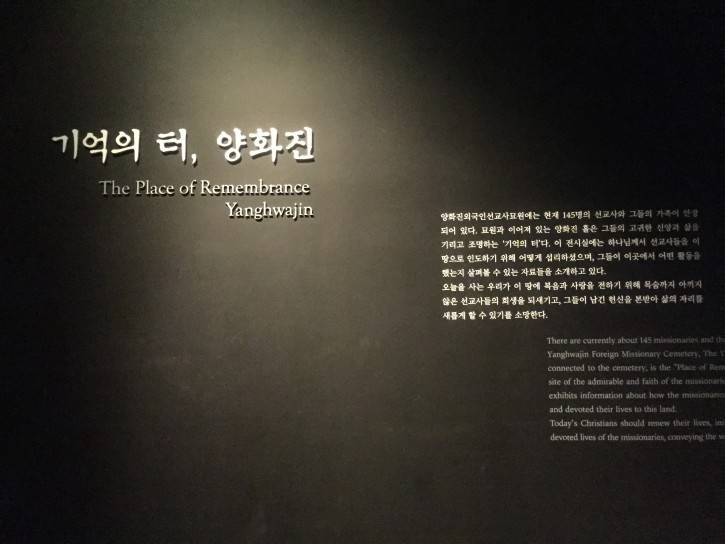 기억의 터, 양화진
The Place of Remembrance
Yanghwajin
양화진외국인선교사묘원에는 현재 145명의 선교사와 그들의 가족이 안장
되어 있다. 묘원과 이어져 있는 양화진 홀은 그들의 고귀한 신앙과 삶을
기리고 조명하는 '기억의 터'다. 이 전시실에는 하나님께서 선교사들을 이
땅으로 인도하기 위해 어떻게 섭리하셨으며, 그들이 이곳에서 어떤 활동을
했는지 살펴볼 수 있는 자료들을 소개하고 있다.
오늘을 사는 우리가 이 땅에 복음과 사랑을 전하기 위해 목숨까지 아끼지
않은 선교사들의 희생을 되새기고, 그들이 남긴 헌신을 본받아 삶의 자리를
새롭게 할 수 있기를 소망한다.
There are currently about 145 missionaries and
Yanghwajin Foreign Missionary Cemetery, The
connected to the cemetery, is the "Place of
site of the admirable and faith of the
exhibits information about how the
and devoted their lives to this land.
Today's Christians should renew their lives,
devoted lives of the missionaries, conveying the